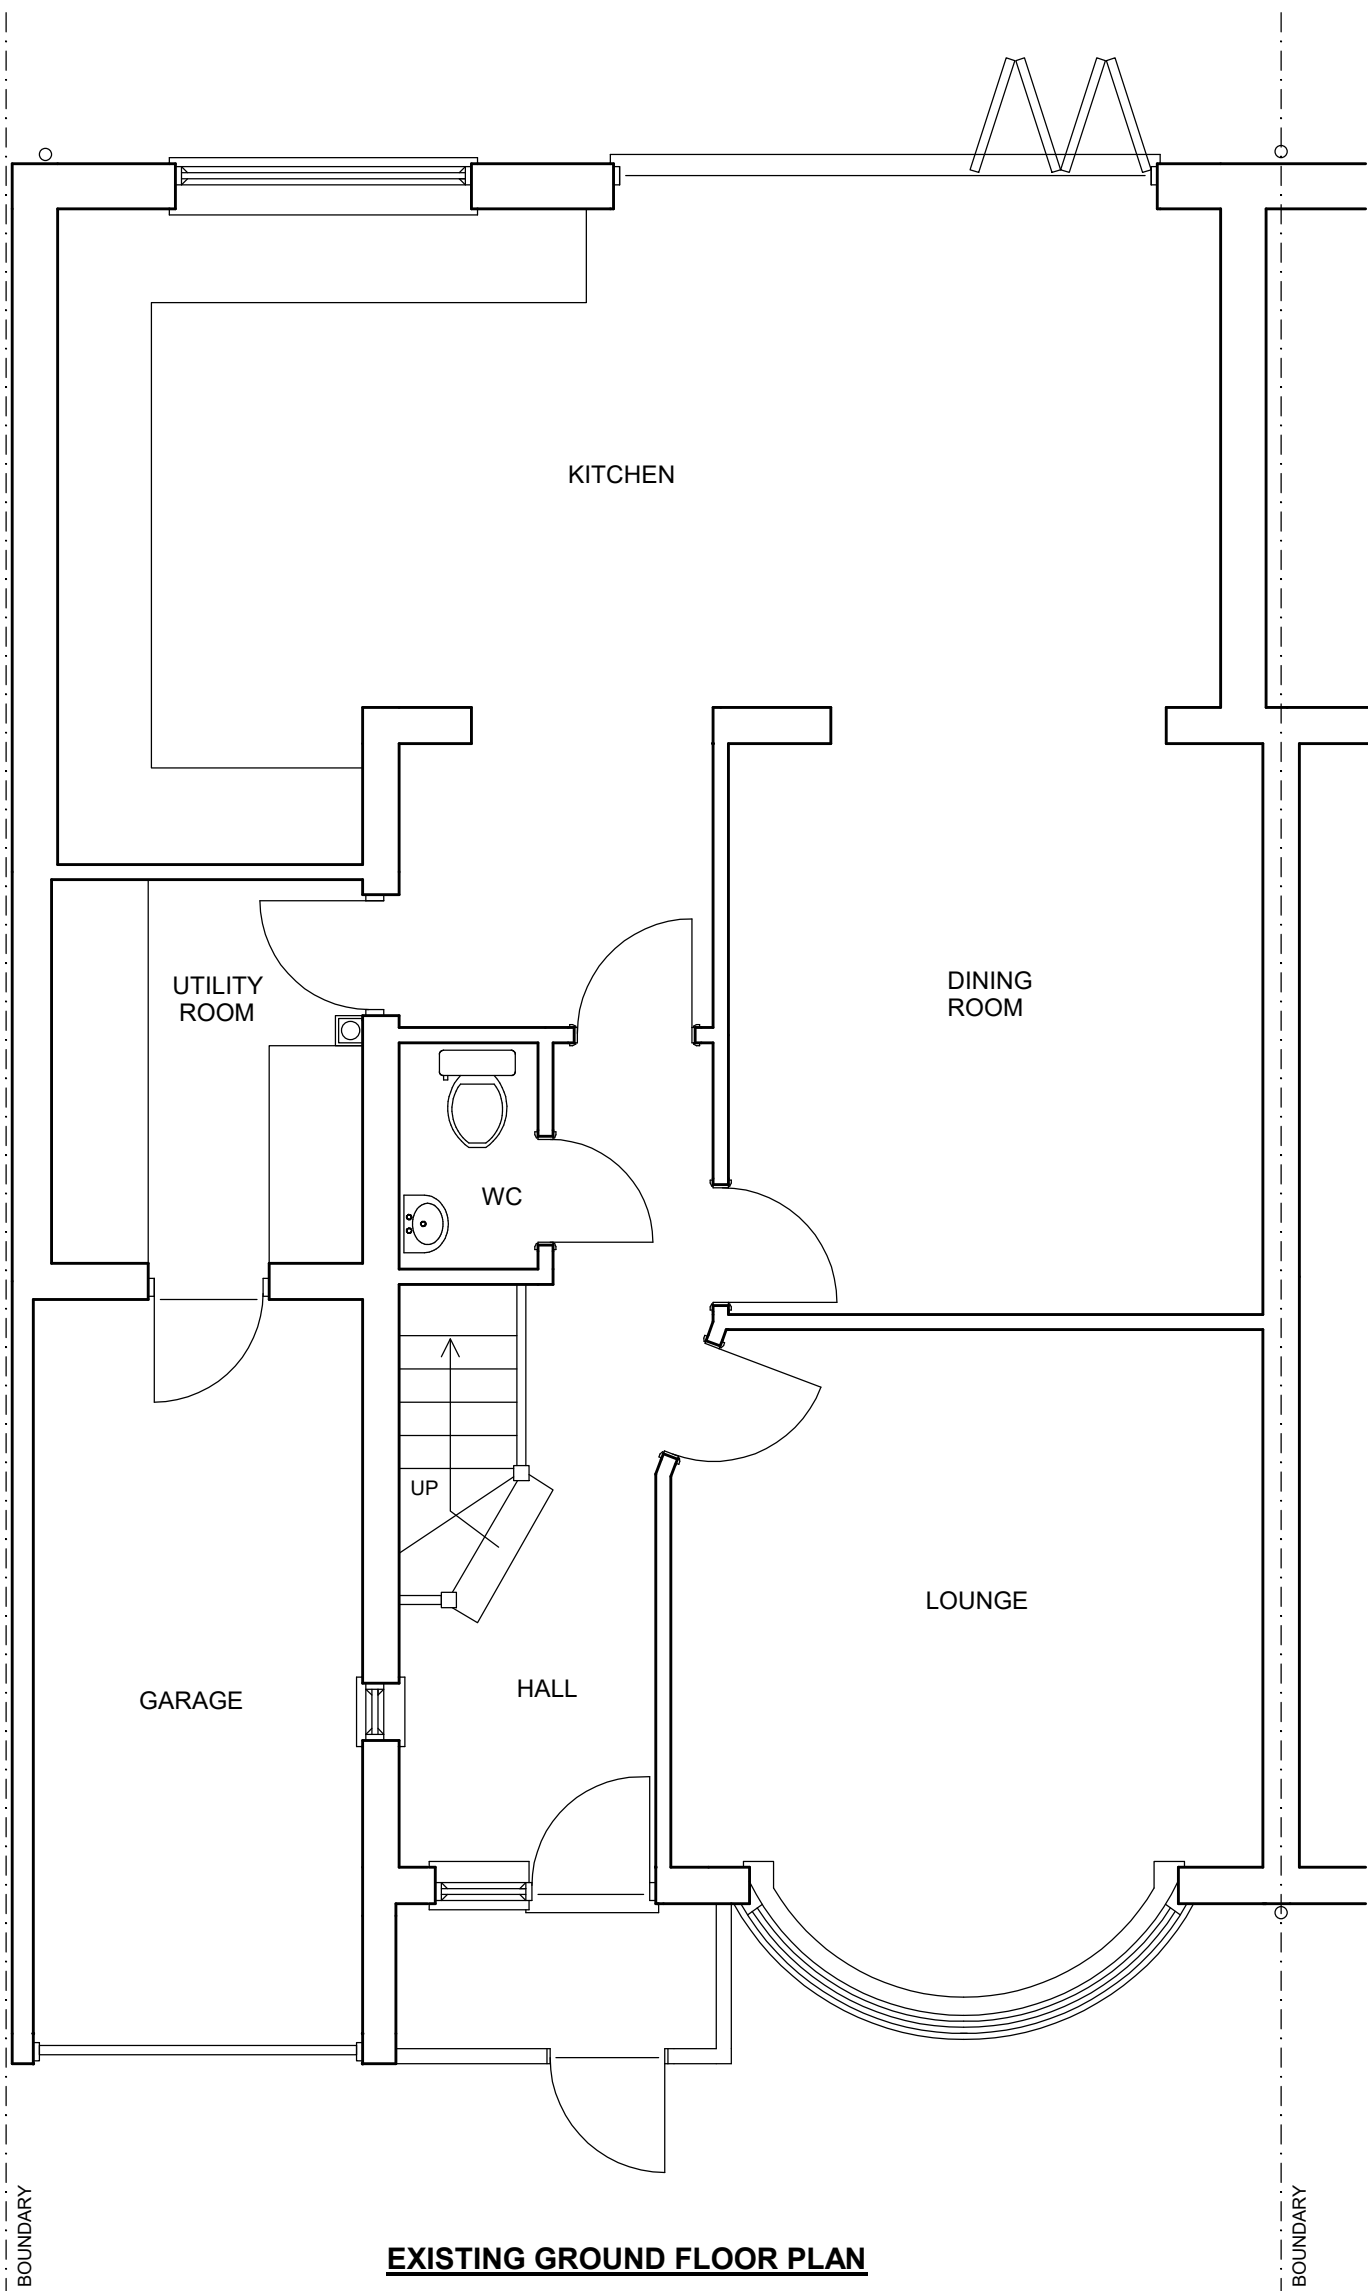 KITCHEN
UTILITY
ROOM
DINING
ROOM
WC
UP
LOUNGE
HALL
GARAGE
BOUNDARY
BOUNDARY
EXISTING GROUND FLOOR PLAN